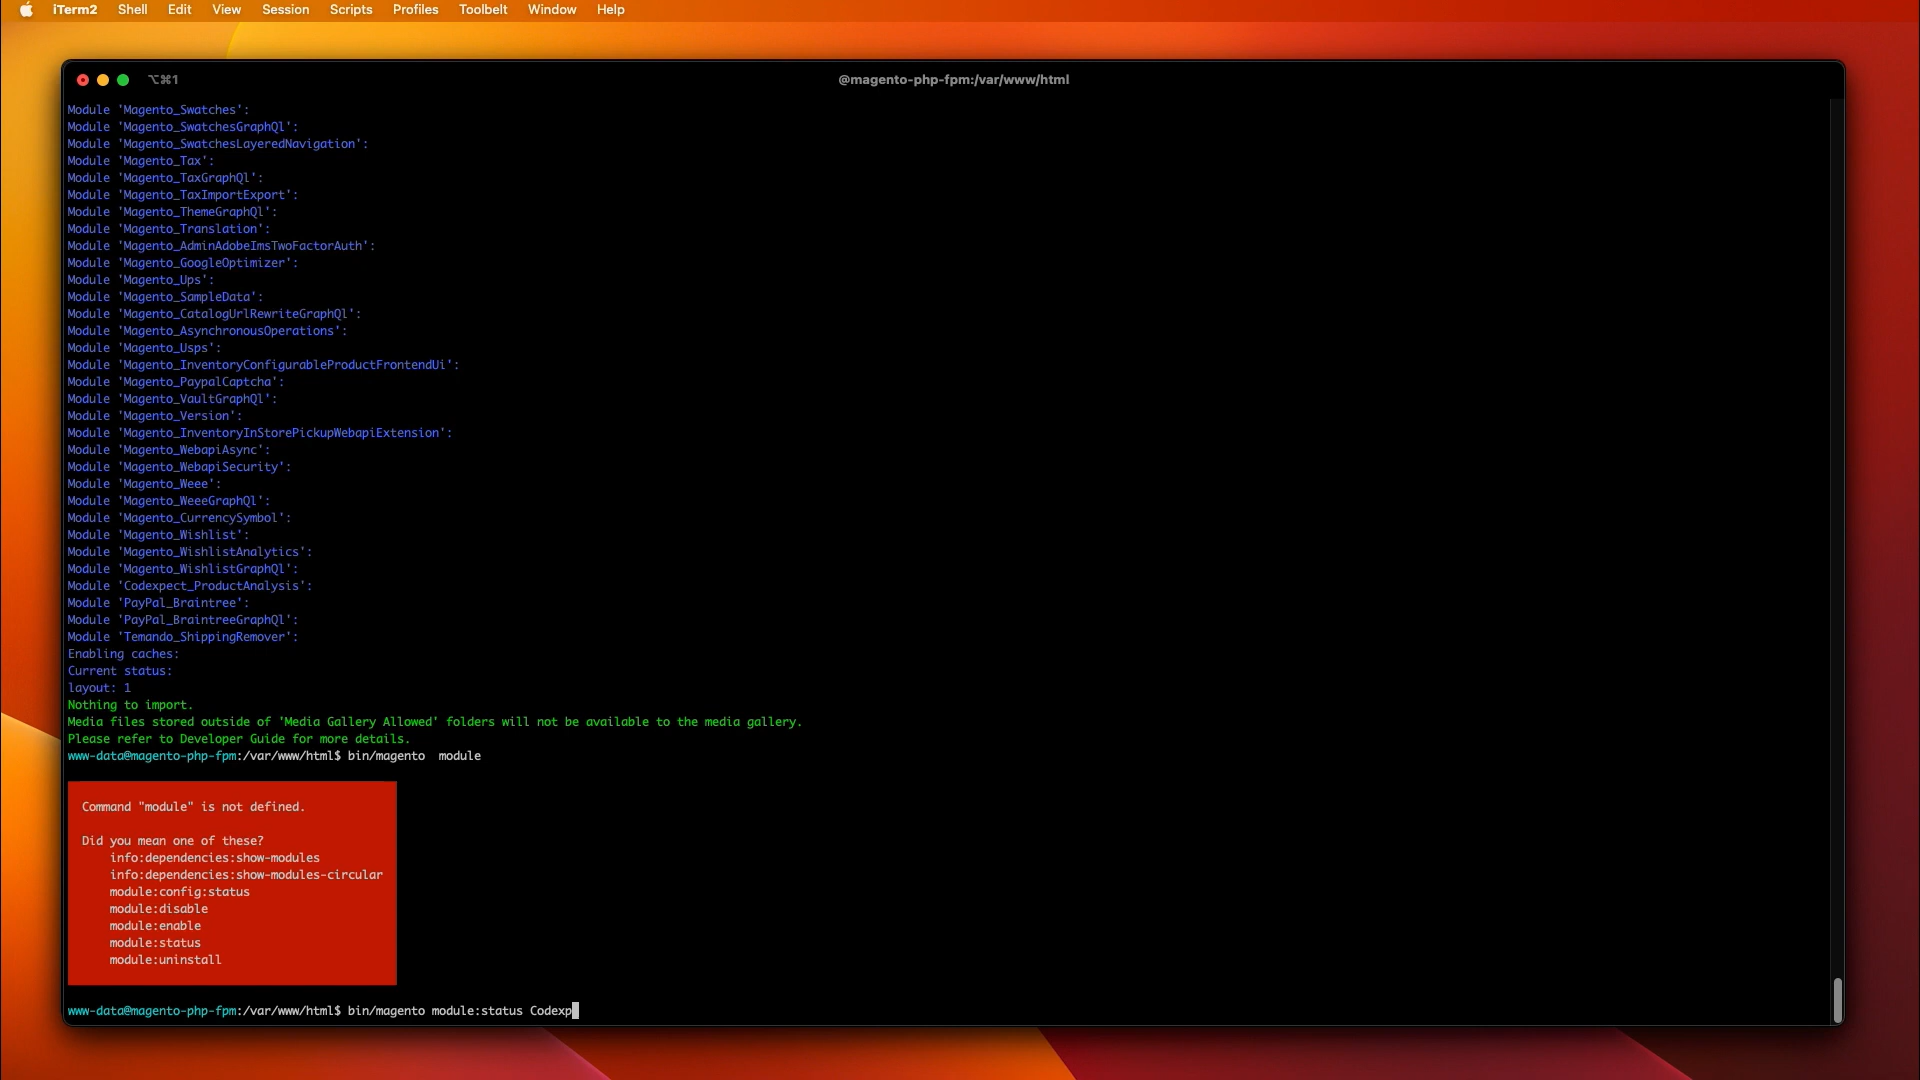 iTerm2 Shell Edit View Session Scripts Profiles Toolbelt Window Help
⌥⌘1 @magento-php-fpm:/var/www/html
Module 'Magento_Swatches':
Module 'Magento_SwatchesGraphQl':
Module 'Magento_SwatchesLayeredNavigation':
Module 'Magento_Tax':
Module 'Magento_TaxGraphQl':
Module 'Magento_TaxImportExport':
Module 'Magento_ThemeGraphQl':
Module 'Magento_Translation':
Module 'Magento_AdminAdobeImsTwoFactorAuth':
Module 'Magento_GoogleOptimizer':
Module 'Magento_Ups':
Module 'Magento_SampleData':
Module 'Magento_CatalogUrlRewriteGraphQl':
Module 'Magento_AsynchronousOperations':
Module 'Magento_Usps':
Module 'Magento_InventoryConfigurableProductFrontendUi':
Module 'Magento_PaypalCaptcha':
Module 'Magento_VaultGraphQl':
Module 'Magento_Version':
Module 'Magento_InventoryInStorePickupWebapiExtension':
Module 'Magento_WebapiAsync':
Module 'Magento_WebapiSecurity':
Module 'Magento_Weee':
Module 'Magento_WeeeGraphQl':
Module 'Magento_CurrencySymbol':
Module 'Magento_Wishlist':
Module 'Magento_WishlistAnalytics':
Module 'Magento_WishlistGraphQl':
Module 'Codexpect_ProductAnalysis':
Module 'PayPal_Braintree':
Module 'PayPal_BraintreeGraphQl':
Module 'Temando_ShippingRemover':
Enabling caches:
Current status:
layout: 1
Nothing to import.
Media files stored outside of 'Media Gallery Allowed' folders will not be available to the media gallery.
Please refer to Developer Guide for more details.
www-data@magento-php-fpm:/var/www/html$ bin/magento  module
Command "module" is not defined.
Did you mean one of these?
info:dependencies:show-modules
info:dependencies:show-modules-circular
module:config:status
module:disable
module:enable
module:status
module:uninstall
www-data@magento-php-fpm:/var/www/html$ bin/magento module:status Codexp